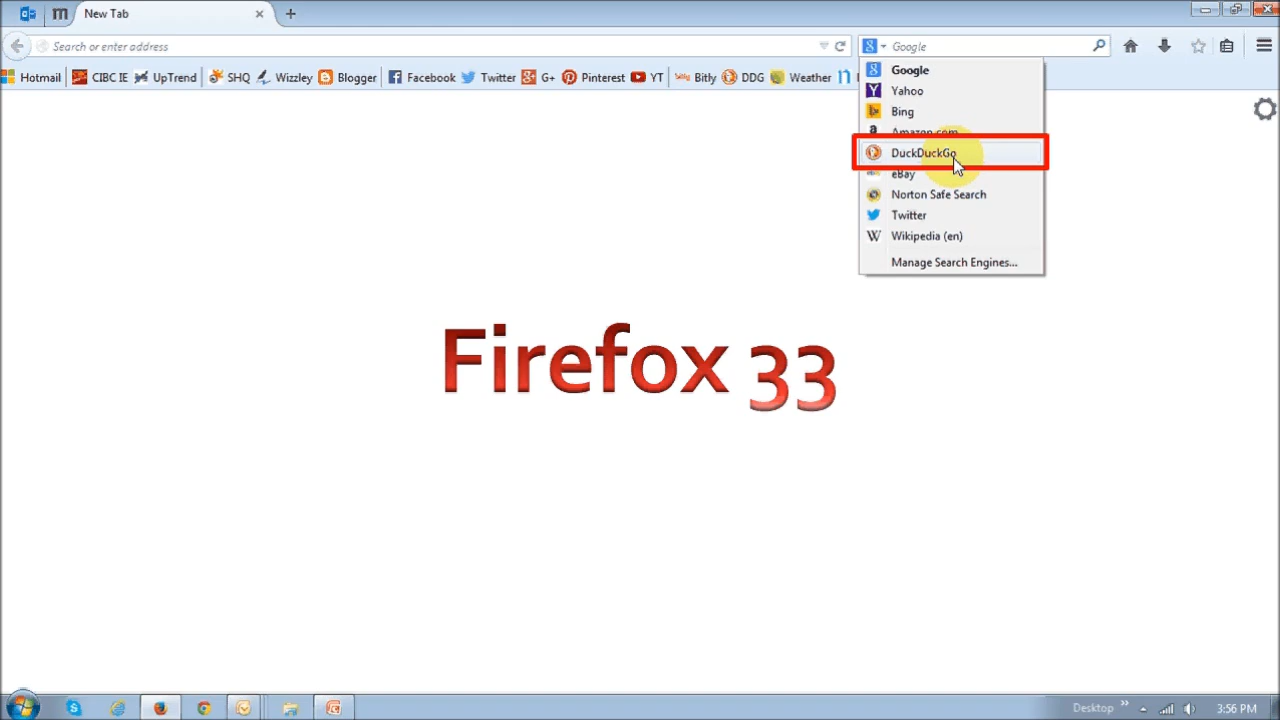 New Tab
Search or enter address
Google
Hotmail CIBC IE UpTrend SHQ Wizzley Blogger Facebook Twitter G+ Pinterest YT Bitly DDG Weather
Google
Yahoo
Bing
Amazon.com
DuckDuckGo
eBay
Norton Safe Search
Twitter
Wikipedia (en)
Manage Search Engines...
Firefox 33
Desktop 3:56 PM